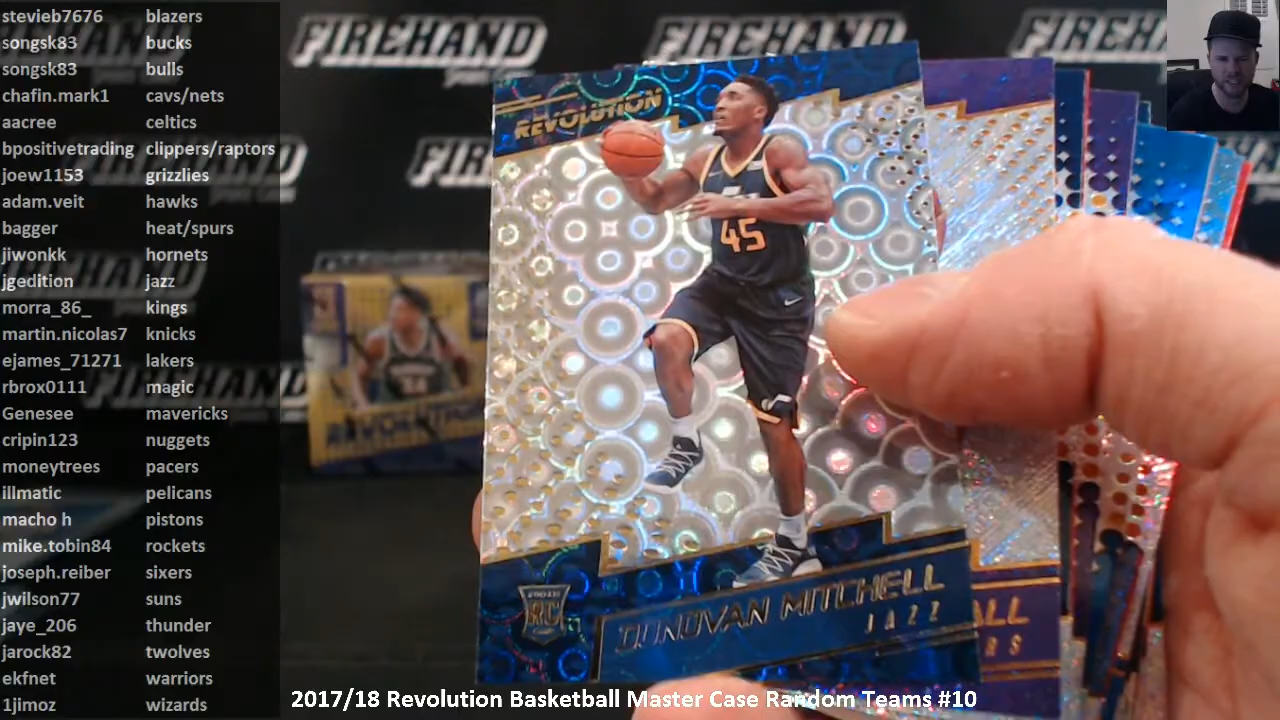 stevieb7676 blazers
songsk83 bucks
songsk83 bulls
chafin.mark1 cavs/nets
aacree celtics
bpositivetrading clippers/raptors
joew1153 grizzlies
adam.veit hawks
bagger heat/spurs
jiwonkk hornets
jgedition jazz
morra_86_ kings
martin.nicolas7 knicks
ejames_71271 lakers
rbrox0111 magic
Genesee mavericks
cripin123 nuggets
moneytrees pacers
illmatic pelicans
macho h pistons
mike.tobin84 rockets
joseph.reiber sixers
jwilson77 suns
jaye_206 thunder
jarock82 twolves
ekfnet warriors
1jimoz wizards
FIREHAND
FIREHAND
FIREHAND
REVOLUTION
45
RC
DONOVAN MITCHELL
JAZZ
REVOLUTION
2017/18 Revolution Basketball Master Case Random Teams #10